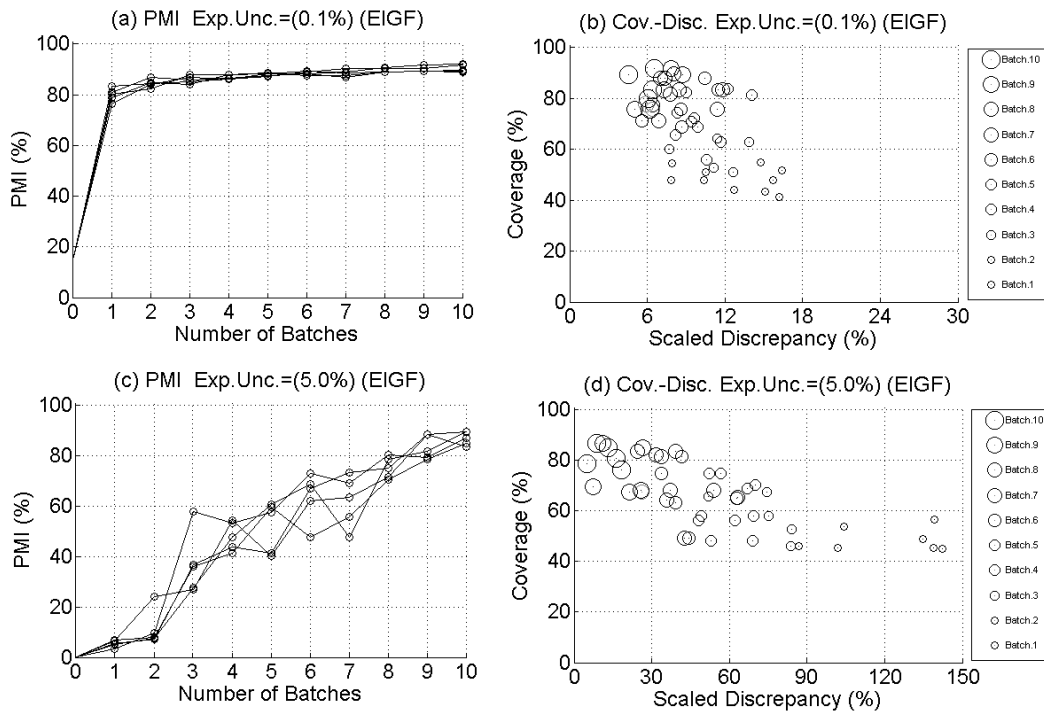 (a) PMI Exp.Unc.=(0.1%) (EIGF)
PMI (%)
100
80
60
40
20
0
0 1 2 3 4 5 6 7 8 9 10
Number of Batches
(b) Cov.-Disc. Exp.Unc.=(0.1%) (EIGF)
Coverage (%)
100
80
60
40
20
0
0 6 12 18 24 30
Scaled Discrepancy (%)
Batch.10
Batch.9
Batch.8
Batch.7
Batch.6
Batch.5
Batch.4
Batch.3
Batch.2
Batch.1
(c) PMI Exp.Unc.=(5.0%) (EIGF)
PMI (%)
100
80
60
40
20
0
0 1 2 3 4 5 6 7 8 9 10
Number of Batches
(d) Cov.-Disc. Exp.Unc.=(5.0%) (EIGF)
Coverage (%)
100
80
60
40
20
0
0 30 60 90 120 150
Scaled Discrepancy (%)
Batch.10
Batch.9
Batch.8
Batch.7
Batch.6
Batch.5
Batch.4
Batch.3
Batch.2
Batch.1